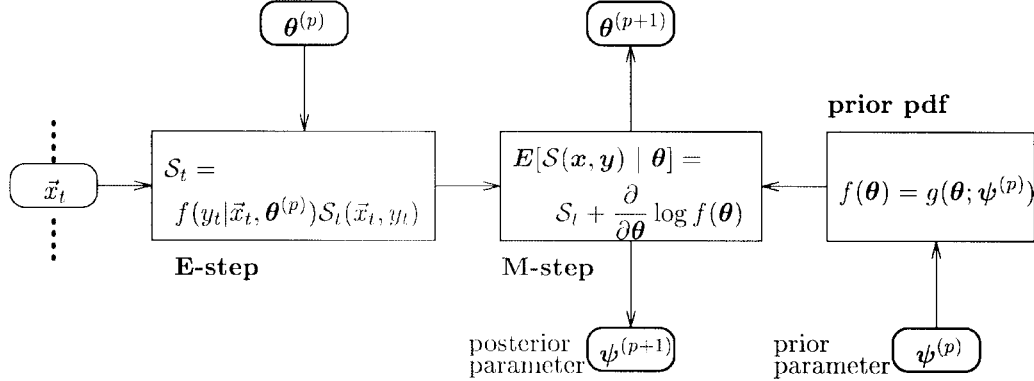 θ^(p)
θ^(p+1)
prior pdf
x⃗_t
S_t =
f(y_t|x⃗_t, θ^(p))S_t(x⃗_t, y_t)
E[S(x, y) | θ] =
S_t + ∂/∂θ log f(θ)
f(θ) = g(θ; ψ^(p))
E-step
M-step
posterior
parameter
ψ^(p+1)
prior
parameter
ψ^(p)